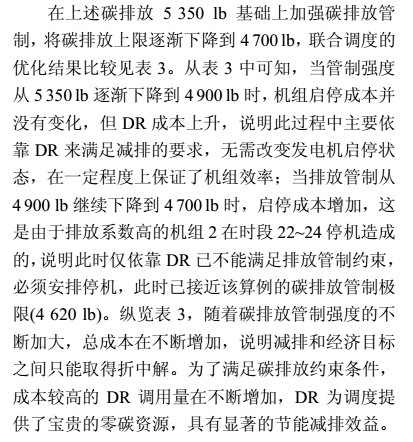 在上述碳排放 5 350 lb 基础上加强碳排放管
制，将碳排放上限逐渐下降到 4 700 lb，联合调度的
优化结果比较见表 3。从表 3 中可知，当管制强度
从 5 350 lb 逐渐下降到 4 900 lb 时，机组启停成本并
没有变化，但 DR 成本上升，说明此过程中主要依
靠 DR 来满足减排的要求，无需改变发电机启停状
态，在一定程度上保证了机组效率；当排放管制从
4 900 lb 继续下降到 4 700 lb 时，启停成本增加，这
是由于排放系数高的机组 2 在时段 22~24 停机造成
的，说明此时仅依靠 DR 已不能满足排放管制约束，
必须安排停机，此时已接近该算例的碳排放管制极
限(4 620 lb)。纵览表 3，随着碳排放管制强度的不
断加大，总成本在不断增加，说明减排和经济目标
之间只能取得折中解。为了满足碳排放约束条件，
成本较高的 DR 调用量在不断增加，DR 为调度提
供了宝贵的零碳资源，具有显著的节能减排效益。